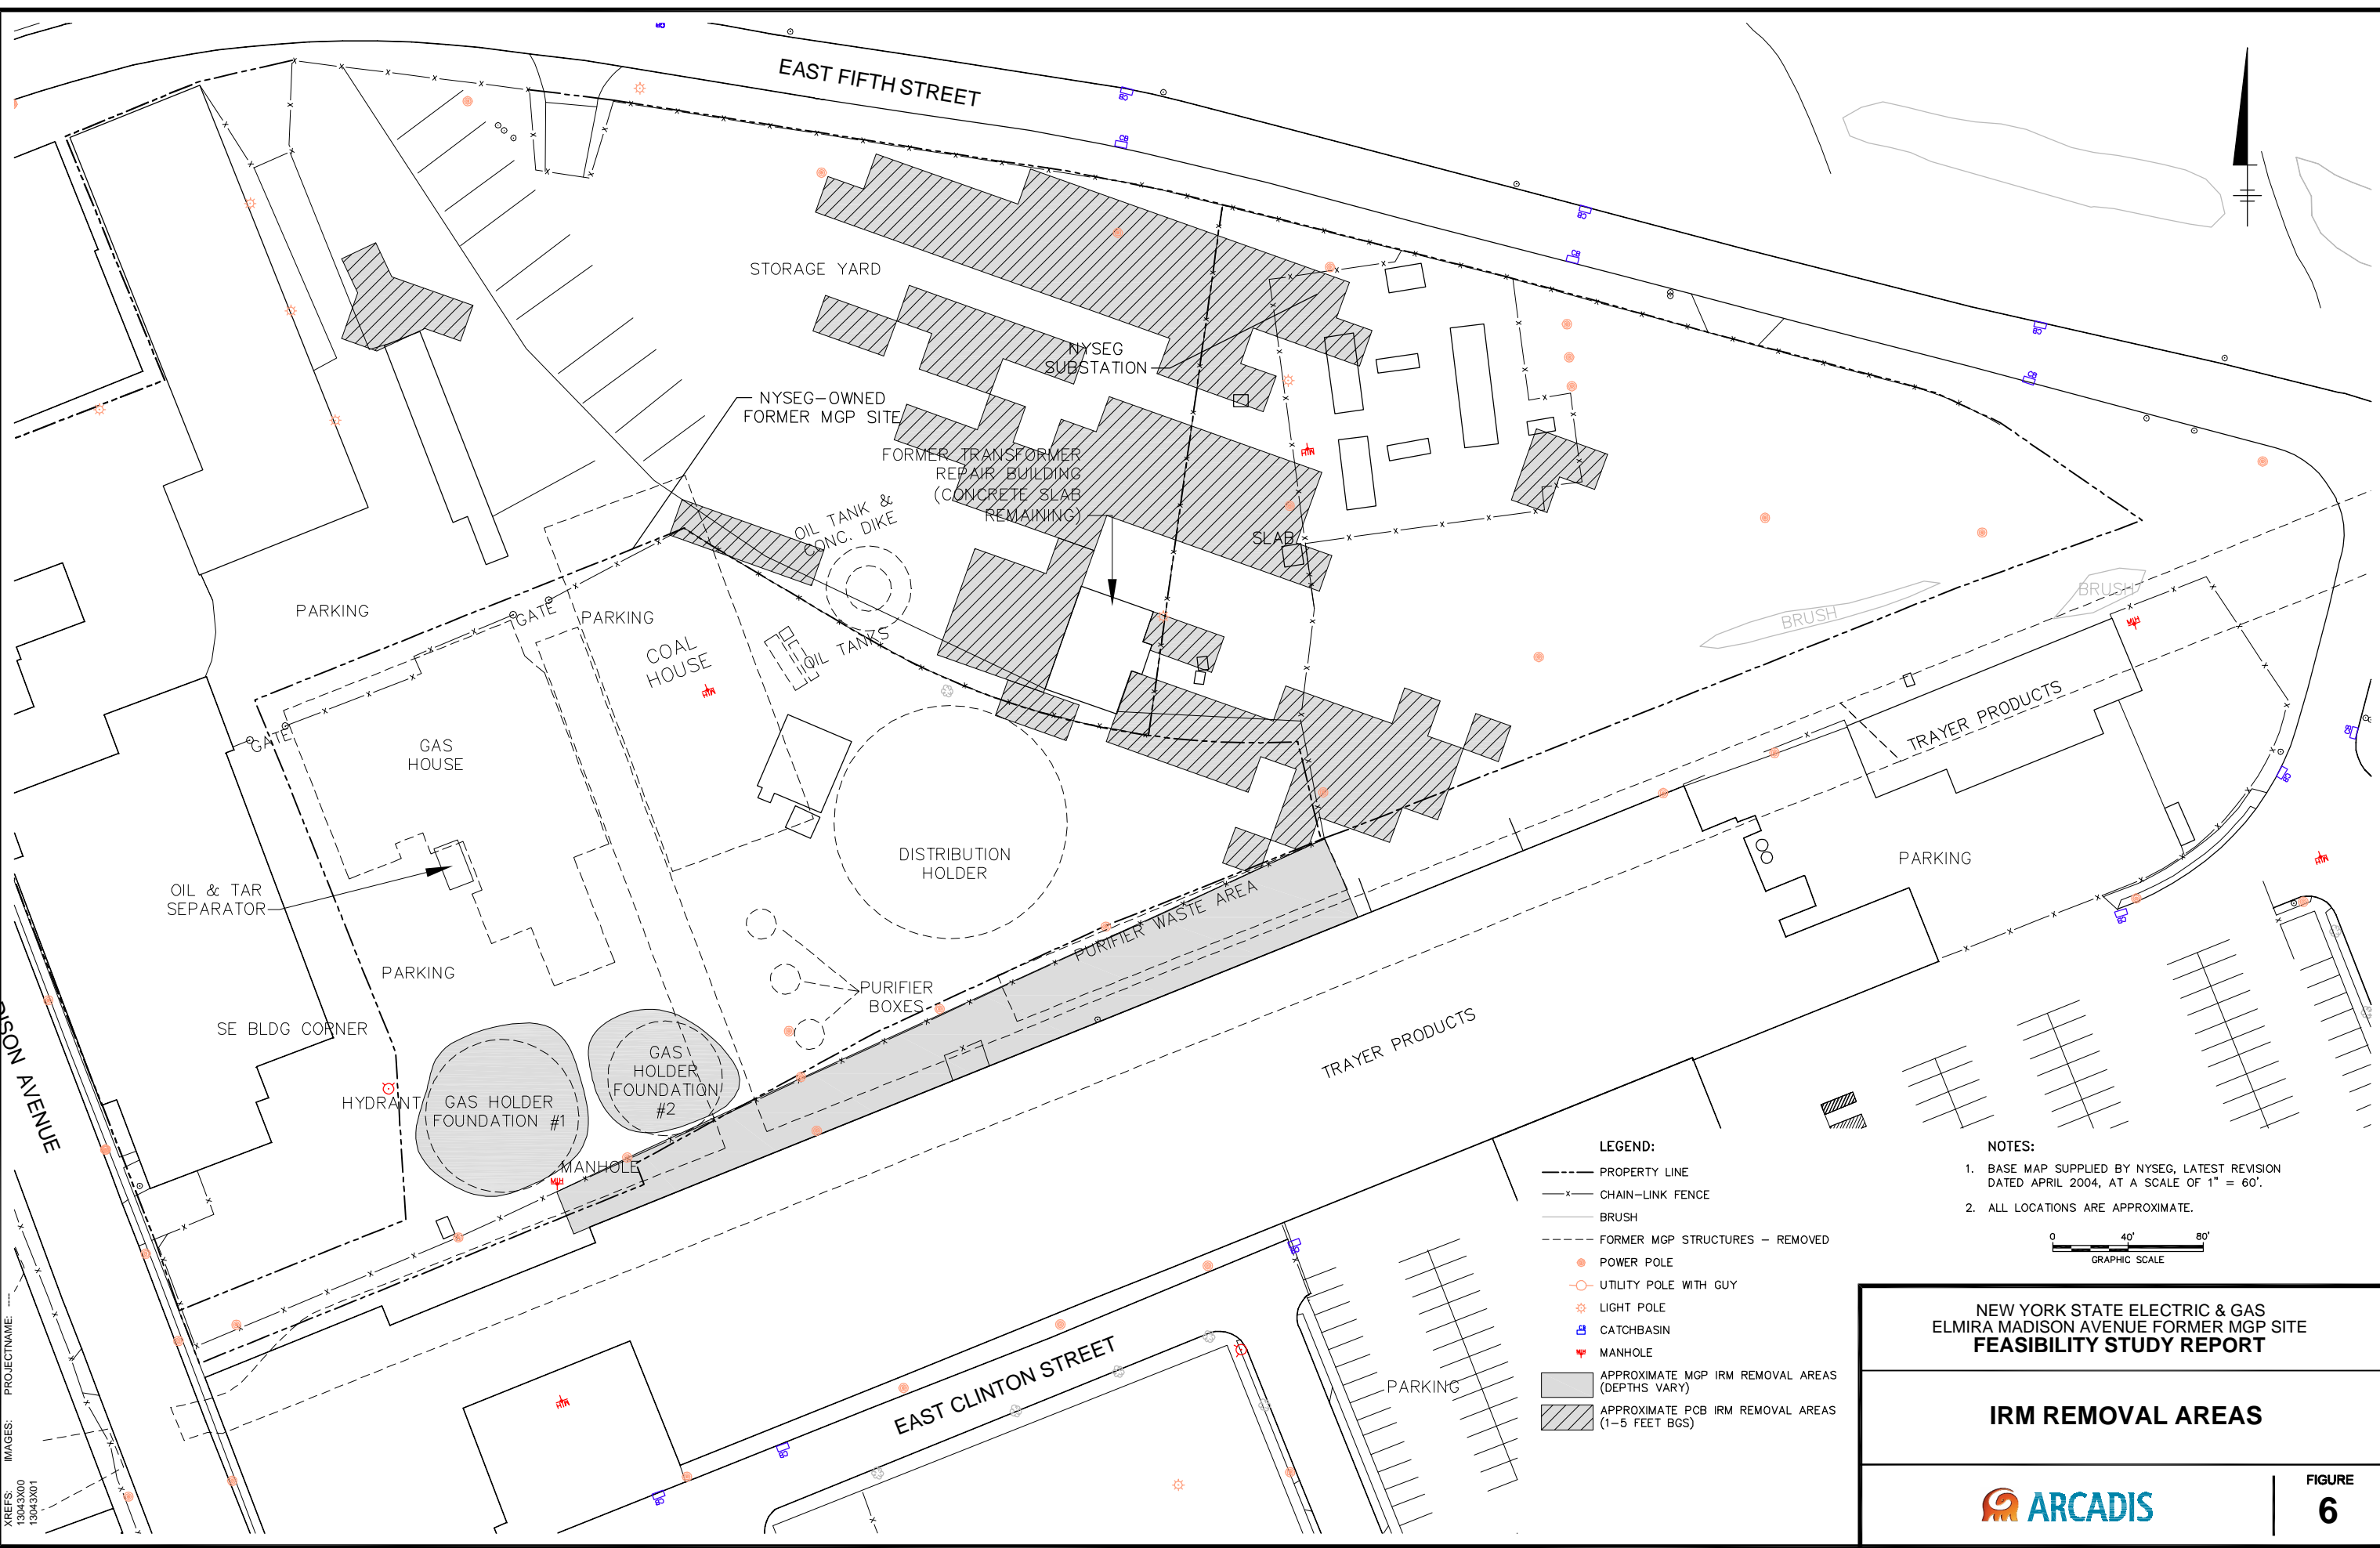 EAST FIFTH STREET
STORAGE YARD
NYSEG
SUBSTATION
NYSEG-OWNED
FORMER MGP SITE
FORMER TRANSFORMER
REPAIR BUILDING
(CONCRETE SLAB
REMAINING)
OIL TANK &
CONC. DIKE
SLAB
PARKING
GATE
PARKING
COAL
HOUSE
OIL TANKS
BRUSH
BRUSH
GATE
GAS
HOUSE
TRAYER PRODUCTS
DISTRIBUTION
HOLDER
PARKING
OIL & TAR
SEPARATOR
PURIFIER WASTE AREA
PARKING
PURIFIER
BOXES
SE BLDG CORNER
TRAYER PRODUCTS
GAS
HOLDER
FOUNDATION
#2
HYDRANT
GAS HOLDER
FOUNDATION #1
MANHOLE
DISON AVENUE
EAST CLINTON STREET
PARKING
LEGEND:
PROPERTY LINE
CHAIN-LINK FENCE
BRUSH
FORMER MGP STRUCTURES - REMOVED
POWER POLE
UTILITY POLE WITH GUY
LIGHT POLE
CATCHBASIN
MANHOLE
APPROXIMATE MGP IRM REMOVAL AREAS
(DEPTHS VARY)
APPROXIMATE PCB IRM REMOVAL AREAS
(1-5 FEET BGS)
NOTES:
1. BASE MAP SUPPLIED BY NYSEG, LATEST REVISION
DATED APRIL 2004, AT A SCALE OF 1" = 60'.
2. ALL LOCATIONS ARE APPROXIMATE.
0 40' 80'
GRAPHIC SCALE
NEW YORK STATE ELECTRIC & GAS
ELMIRA MADISON AVENUE FORMER MGP SITE
FEASIBILITY STUDY REPORT
IRM REMOVAL AREAS
ARCADIS
FIGURE
6
XREFS: IMAGES: PROJECTNAME: ----
13043X00
13043X01